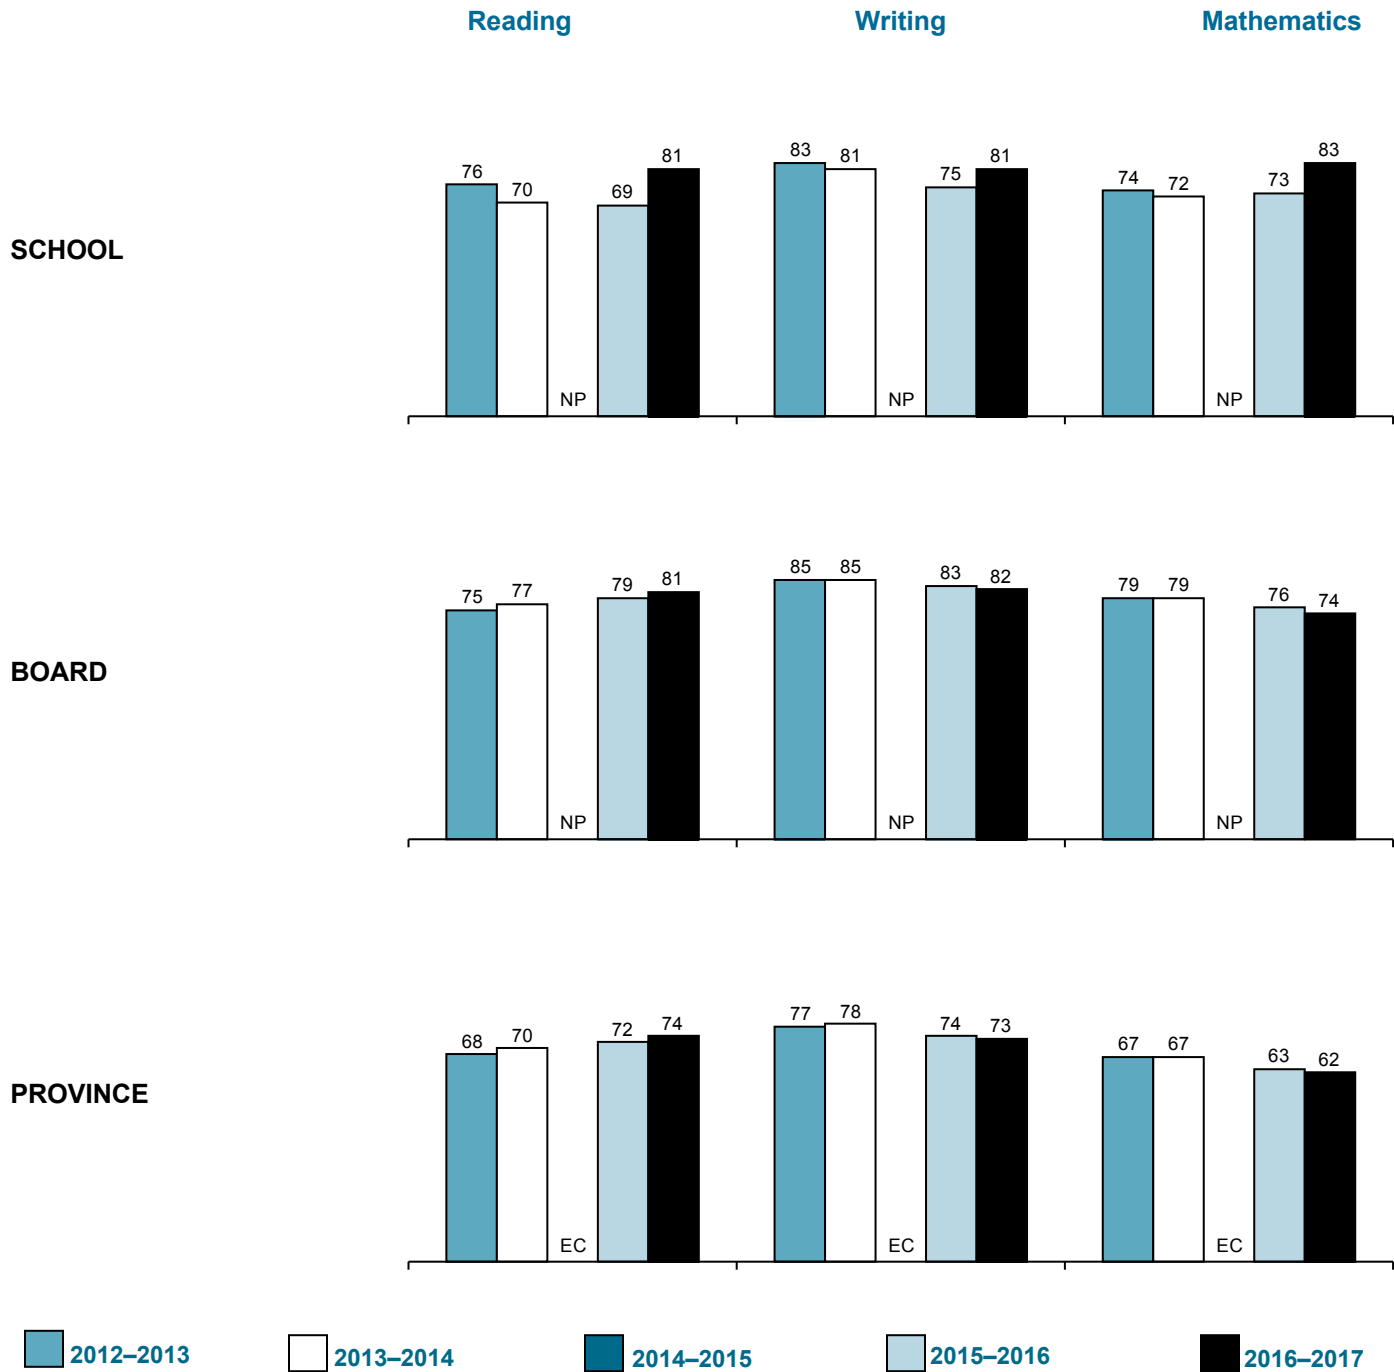 Reading Writing Mathematics
SCHOOL
76 70 NP 69 81 83 81 NP 75 81 74 72 NP 73 83
BOARD
75 77 NP 79 81 85 85 NP 83 82 79 79 NP 76 74
PROVINCE
68 70 EC 72 74 77 78 EC 74 73 67 67 EC 63 62
2012–2013 2013–2014 2014–2015 2015–2016 2016–2017